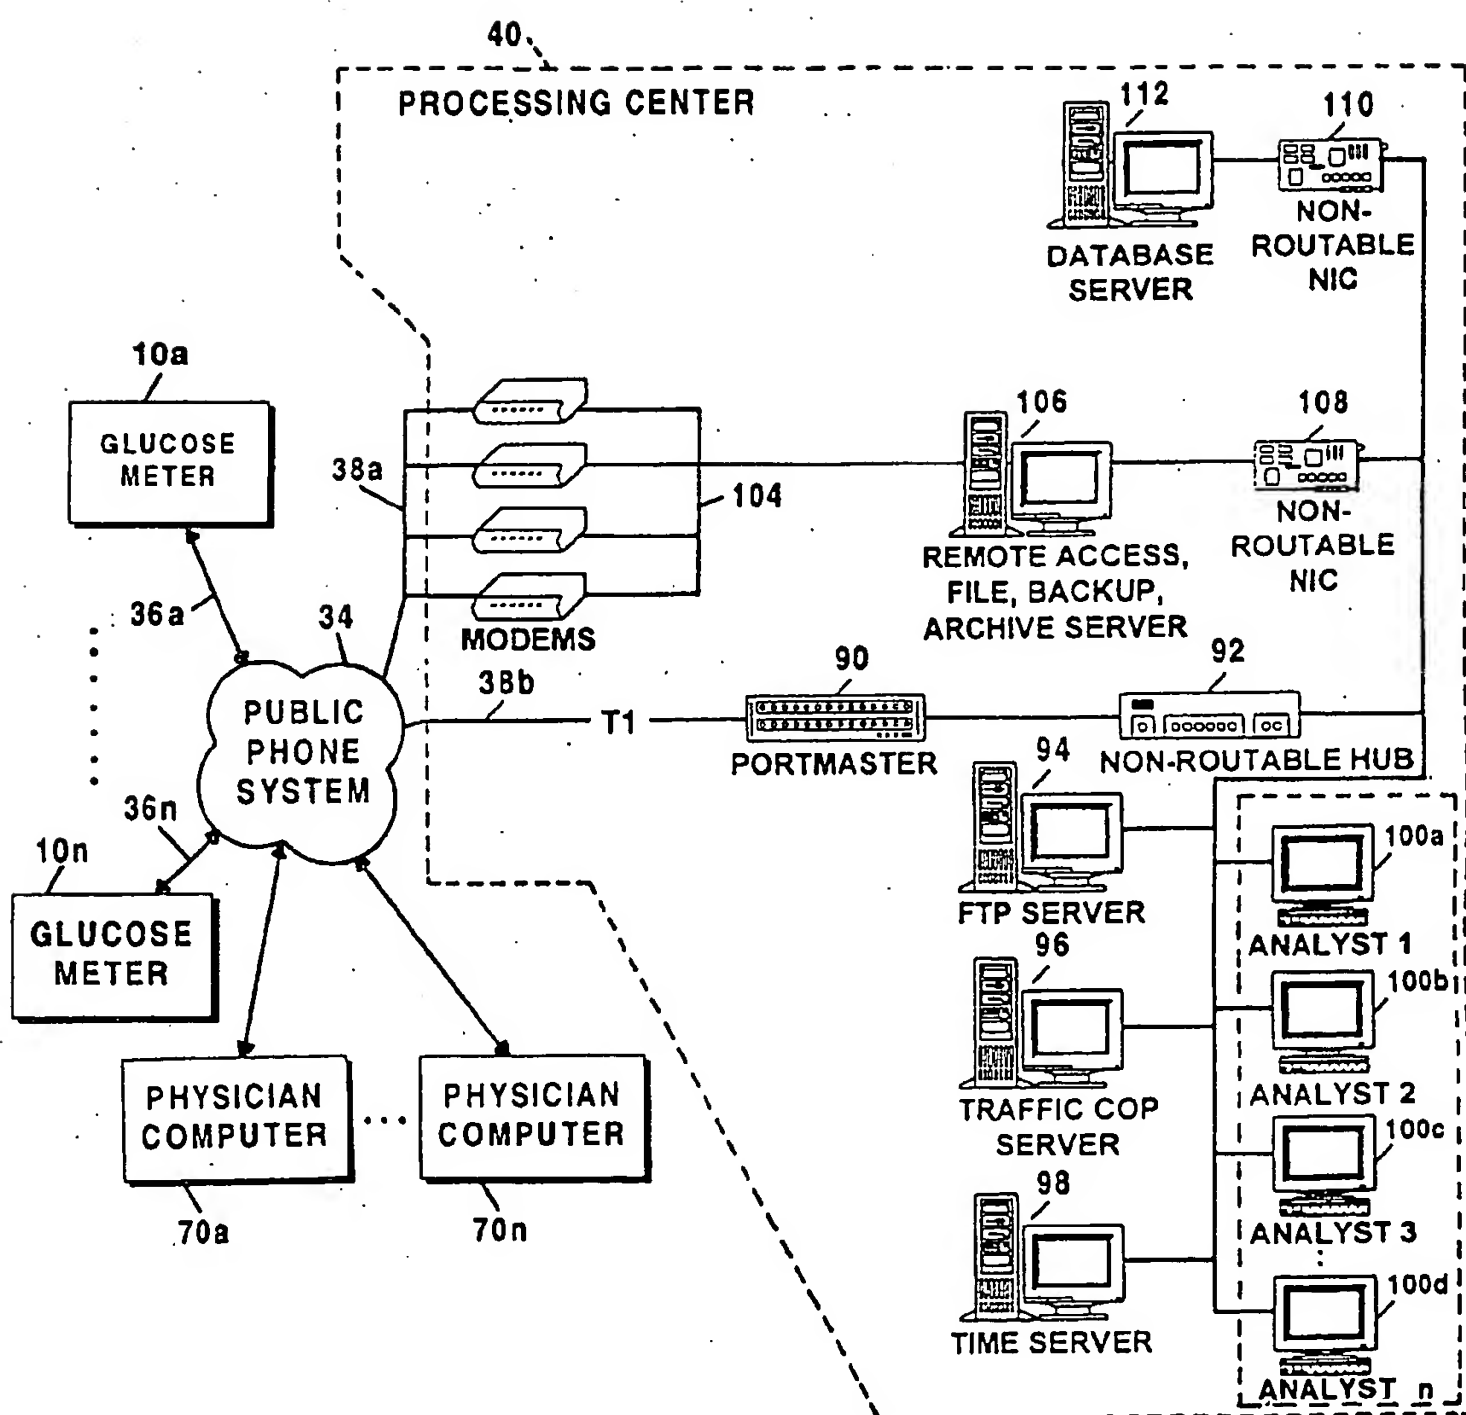 40
PROCESSING CENTER
112
110
DATABASE
SERVER
NON-
ROUTABLE
NIC
10a
GLUCOSE
METER
38a
104
106
108
REMOTE ACCESS,
FILE, BACKUP,
ARCHIVE SERVER
NON-
ROUTABLE
NIC
36a
34
MODEMS
PUBLIC
PHONE
SYSTEM
38b
T1
90
PORTMASTER
92
NON-ROUTABLE HUB
36n
10n
GLUCOSE
METER
94
FTP SERVER
100a
ANALYST 1
96
TRAFFIC COP
SERVER
100b
ANALYST 2
PHYSICIAN
COMPUTER
...
PHYSICIAN
COMPUTER
70a
70n
100c
ANALYST 3
98
TIME SERVER
100d
ANALYST n